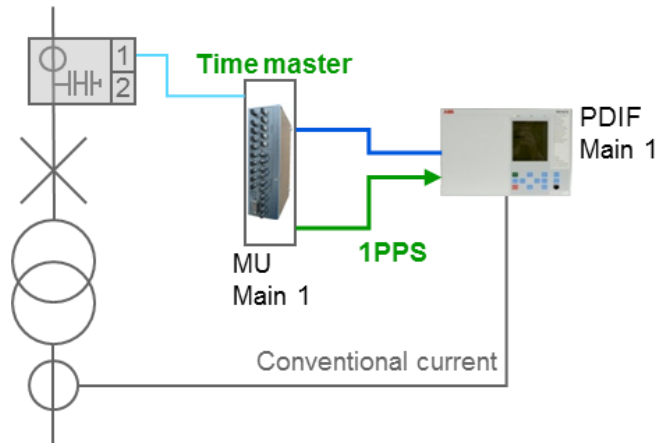 1
2
Time master
PDIF
Main 1
1PPS
MU
Main 1
Conventional current